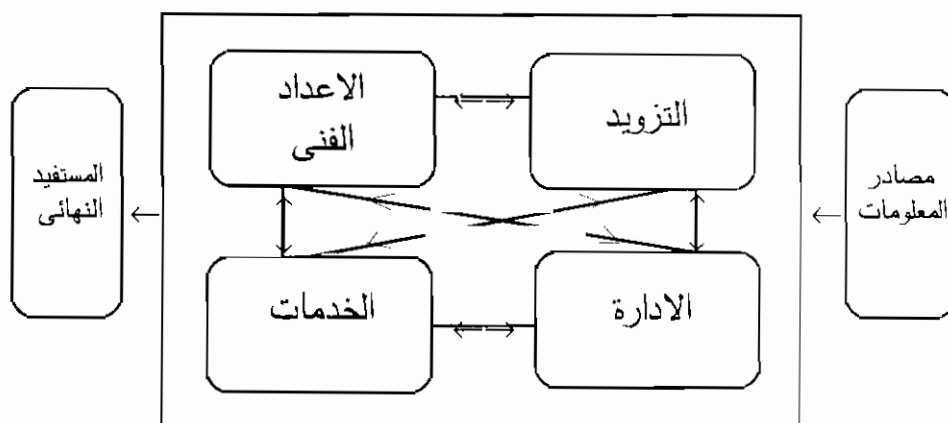 مصادر
المعلومات
التزويد
الاعداد
الفنى
الادارة
الخدمات
المستفيد
النهائى